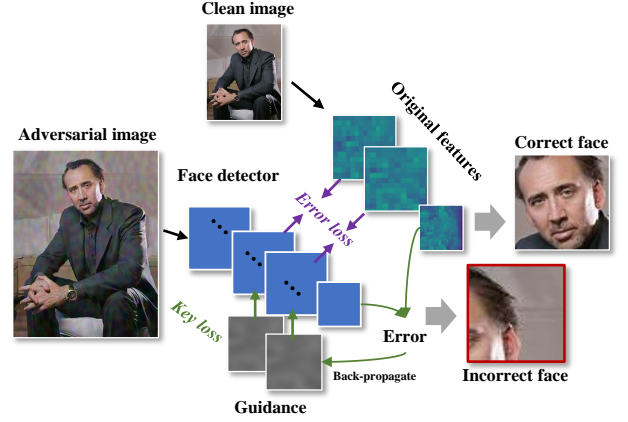 Clean image
Adversarial image
Original features
Correct face
Face detector
Error loss
Key loss
Error
Back-propagate
Incorrect face
Guidance